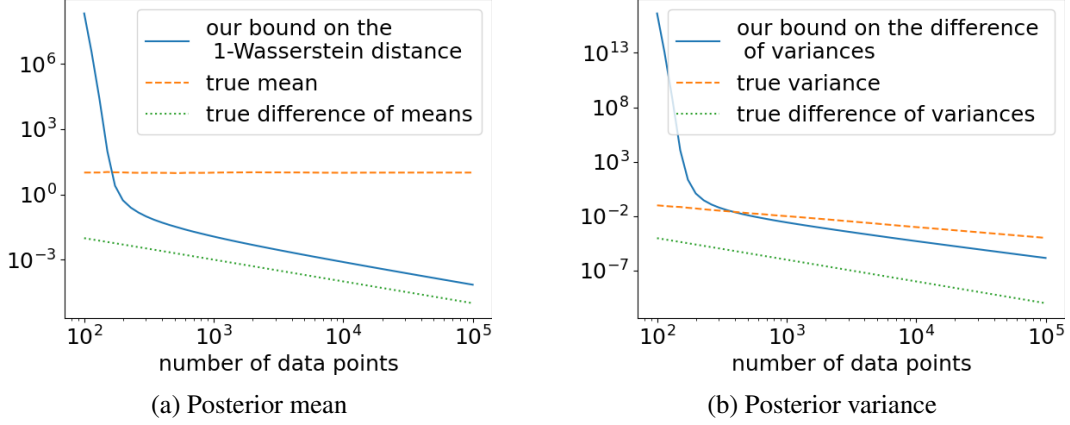 our bound on the
1-Wasserstein distance
true mean
true difference of means
10^6
10^3
10^0
10^-3
10^2
10^3
10^4
10^5
number of data points
(a) Posterior mean
our bound on the difference
of variances
true variance
true difference of variances
10^13
10^8
10^3
10^-2
10^-7
10^2
10^3
10^4
10^5
number of data points
(b) Posterior variance